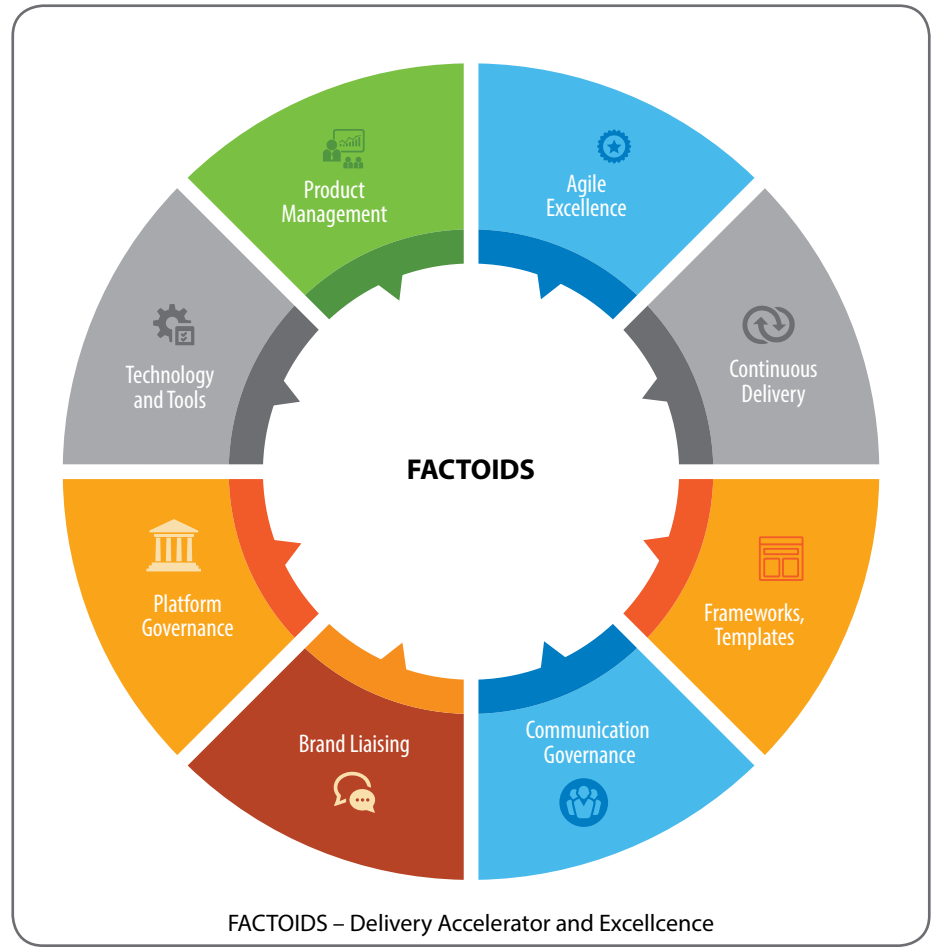 Product
Management
Agile
Excellence
Technology
and Tools
Continuous
Delivery
FACTOIDS
Platform
Governance
Frameworks,
Templates
Brand Liaising
Communication
Governance
FACTOIDS – Delivery Accelerator and Excellcence